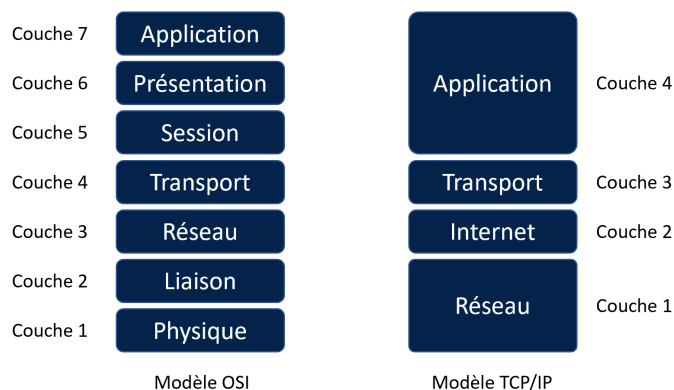 Couche 7 Application
Couche 6 Présentation Application Couche 4
Couche 5 Session
Couche 4 Transport Transport Couche 3
Couche 3 Réseau Internet Couche 2
Couche 2 Liaison
Réseau Couche 1
Couche 1 Physique
Modèle OSI Modèle TCP/IP